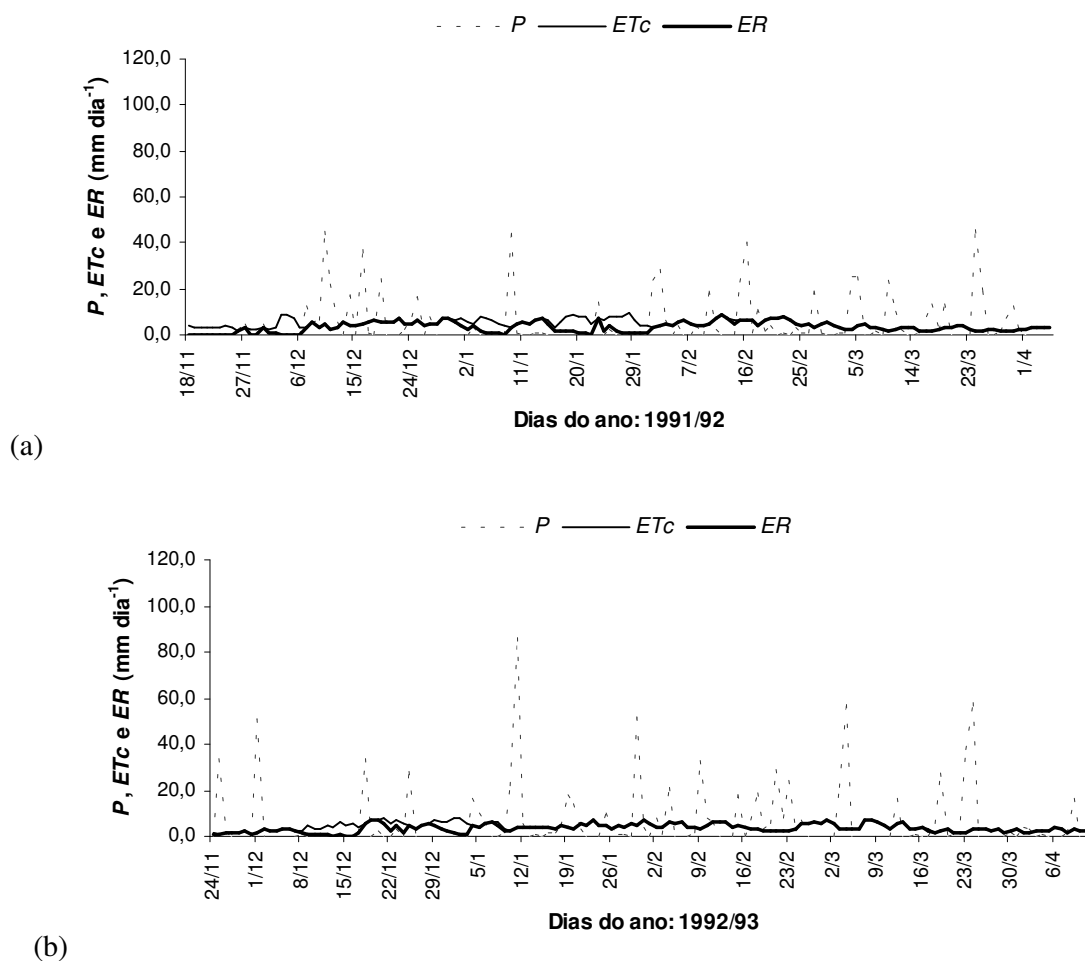 P ETc ER
120,0
100,0
80,0
60,0
40,0
20,0
0,0
P, ETc e ER (mm dia-1)
18/11 27/11 6/12 15/12 24/12 2/1 11/1 20/1 29/1 7/2 16/2 25/2 5/3 14/3 23/3 1/4
Dias do ano: 1991/92
(a)
P ETc ER
120,0
100,0
80,0
60,0
40,0
20,0
0,0
P, ETc e ER (mm dia-1)
24/11 1/12 8/12 15/12 22/12 29/12 5/1 12/1 19/1 26/1 2/2 9/2 16/2 23/2 2/3 9/3 16/3 23/3 30/3 6/4
Dias do ano: 1992/93
(b)